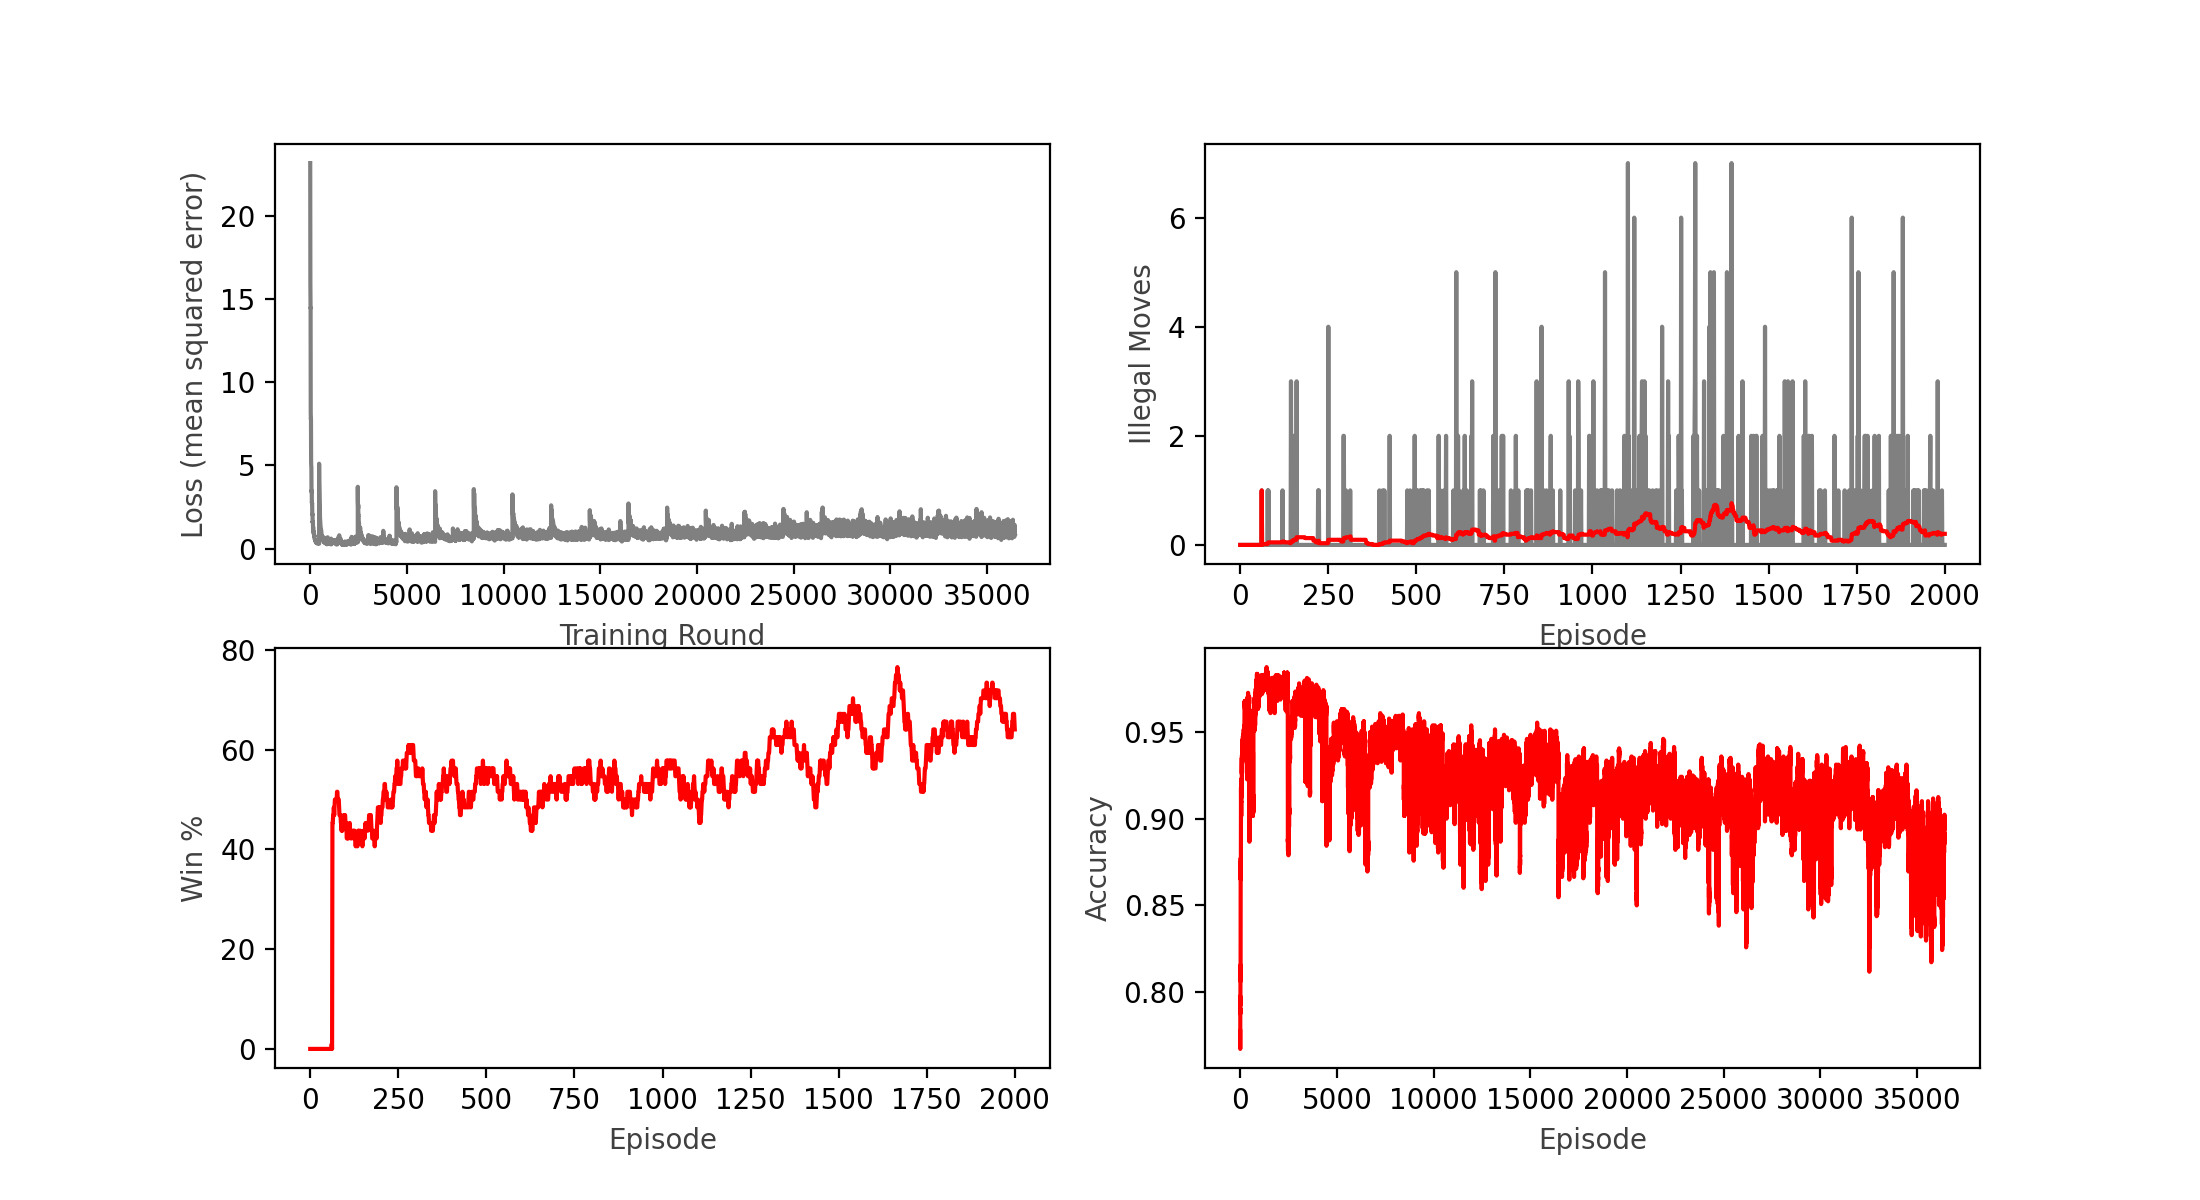 Loss (mean squared error)
20
15
10
5
0
0 5000 10000 15000 20000 25000 30000 35000
Training Round
Illegal Moves
6
4
2
0
0 250 500 750 1000 1250 1500 1750 2000
Episode
Win %
80
60
40
20
0
0 250 500 750 1000 1250 1500 1750 2000
Episode
Accuracy
0.95
0.90
0.85
0.80
0 5000 10000 15000 20000 25000 30000 35000
Episode